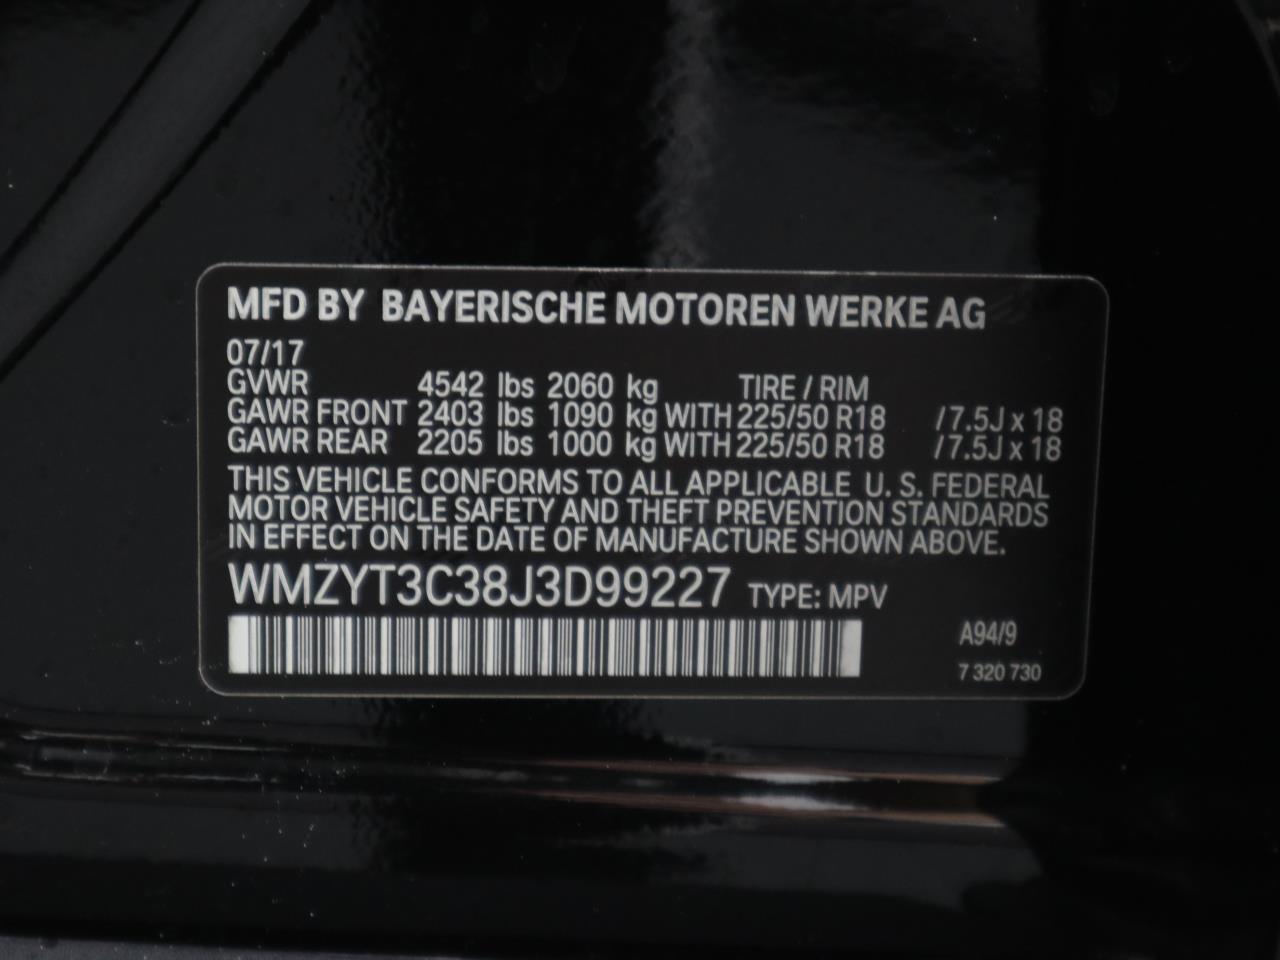 MFD BY BAYERISCHE MOTOREN WERKE AG
07/17
GVWR 4542 lbs 2060 kg TIRE / RIM
GAWR FRONT 2403 lbs 1090 kg WITH 225/50 R18 /7.5J x 18
GAWR REAR 2205 lbs 1000 kg WITH 225/50 R18 /7.5J x 18
THIS VEHICLE CONFORMS TO ALL APPLICABLE U. S. FEDERAL
MOTOR VEHICLE SAFETY AND THEFT PREVENTION STANDARDS
IN EFFECT ON THE DATE OF MANUFACTURE SHOWN ABOVE.
WMZYT3C38J3D99227 TYPE: MPV
A94/9
7 320 730